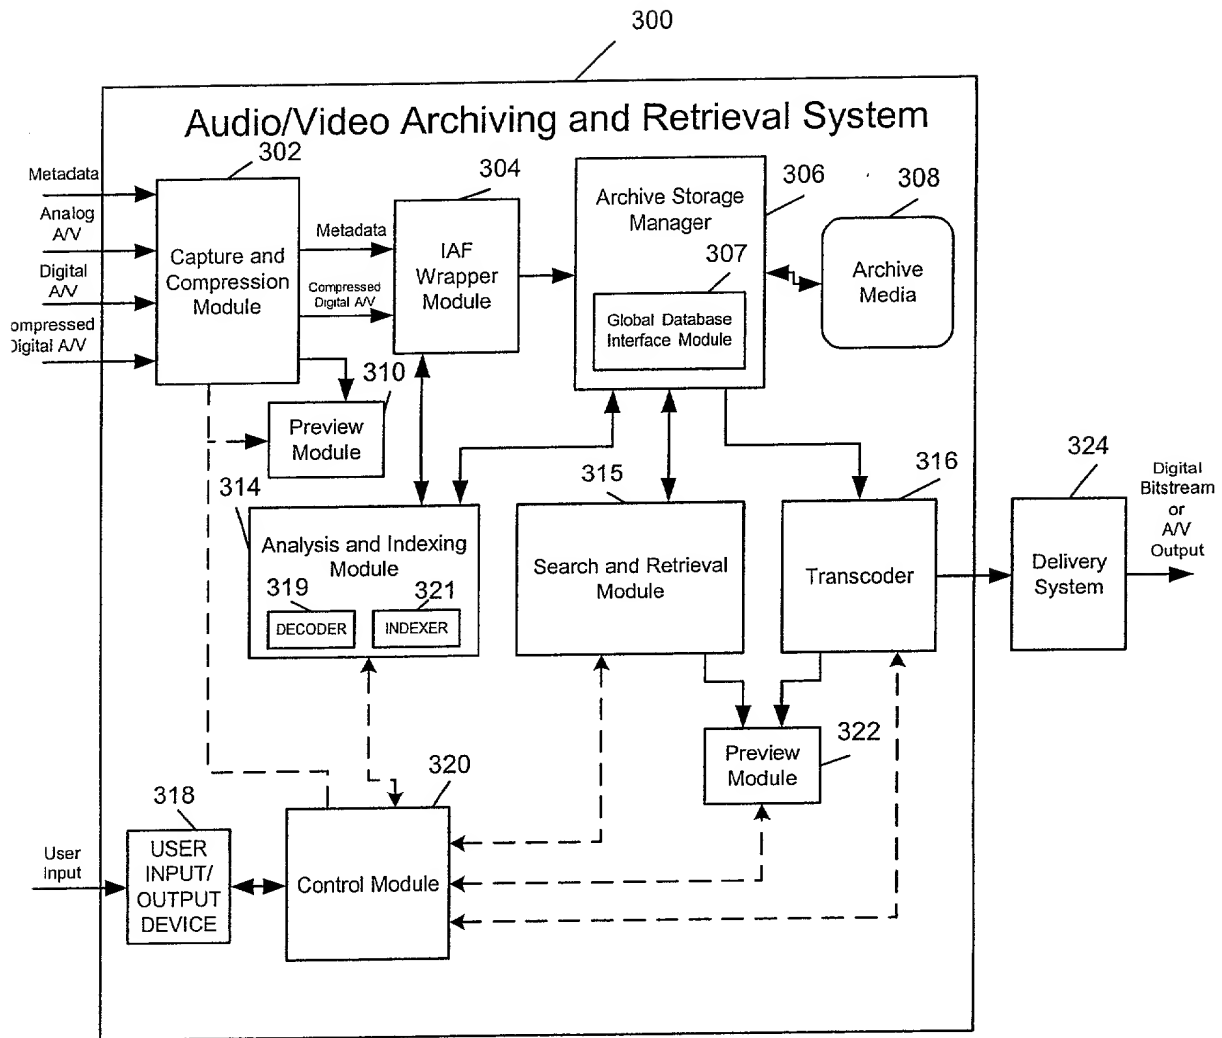 300
Audio/Video Archiving and Retrieval System
302
304
306
308
Metadata
Analog
A/V
Digital
A/V
ompressed
Digital A/V
Capture and
Compression
Module
Metadata
Compressed
Digital A/V
IAF
Wrapper
Module
Archive Storage
Manager
307
Global Database
Interface Module
Archive
Media
310
Preview
Module
314
Analysis and Indexing
Module
319
321
DECODER
INDEXER
315
Search and Retrieval
Module
316
Transcoder
324
Delivery
System
Digital
Bitstream
or
A/V
Output
322
Preview
Module
320
Control Module
318
USER
INPUT/
OUTPUT
DEVICE
User
Input